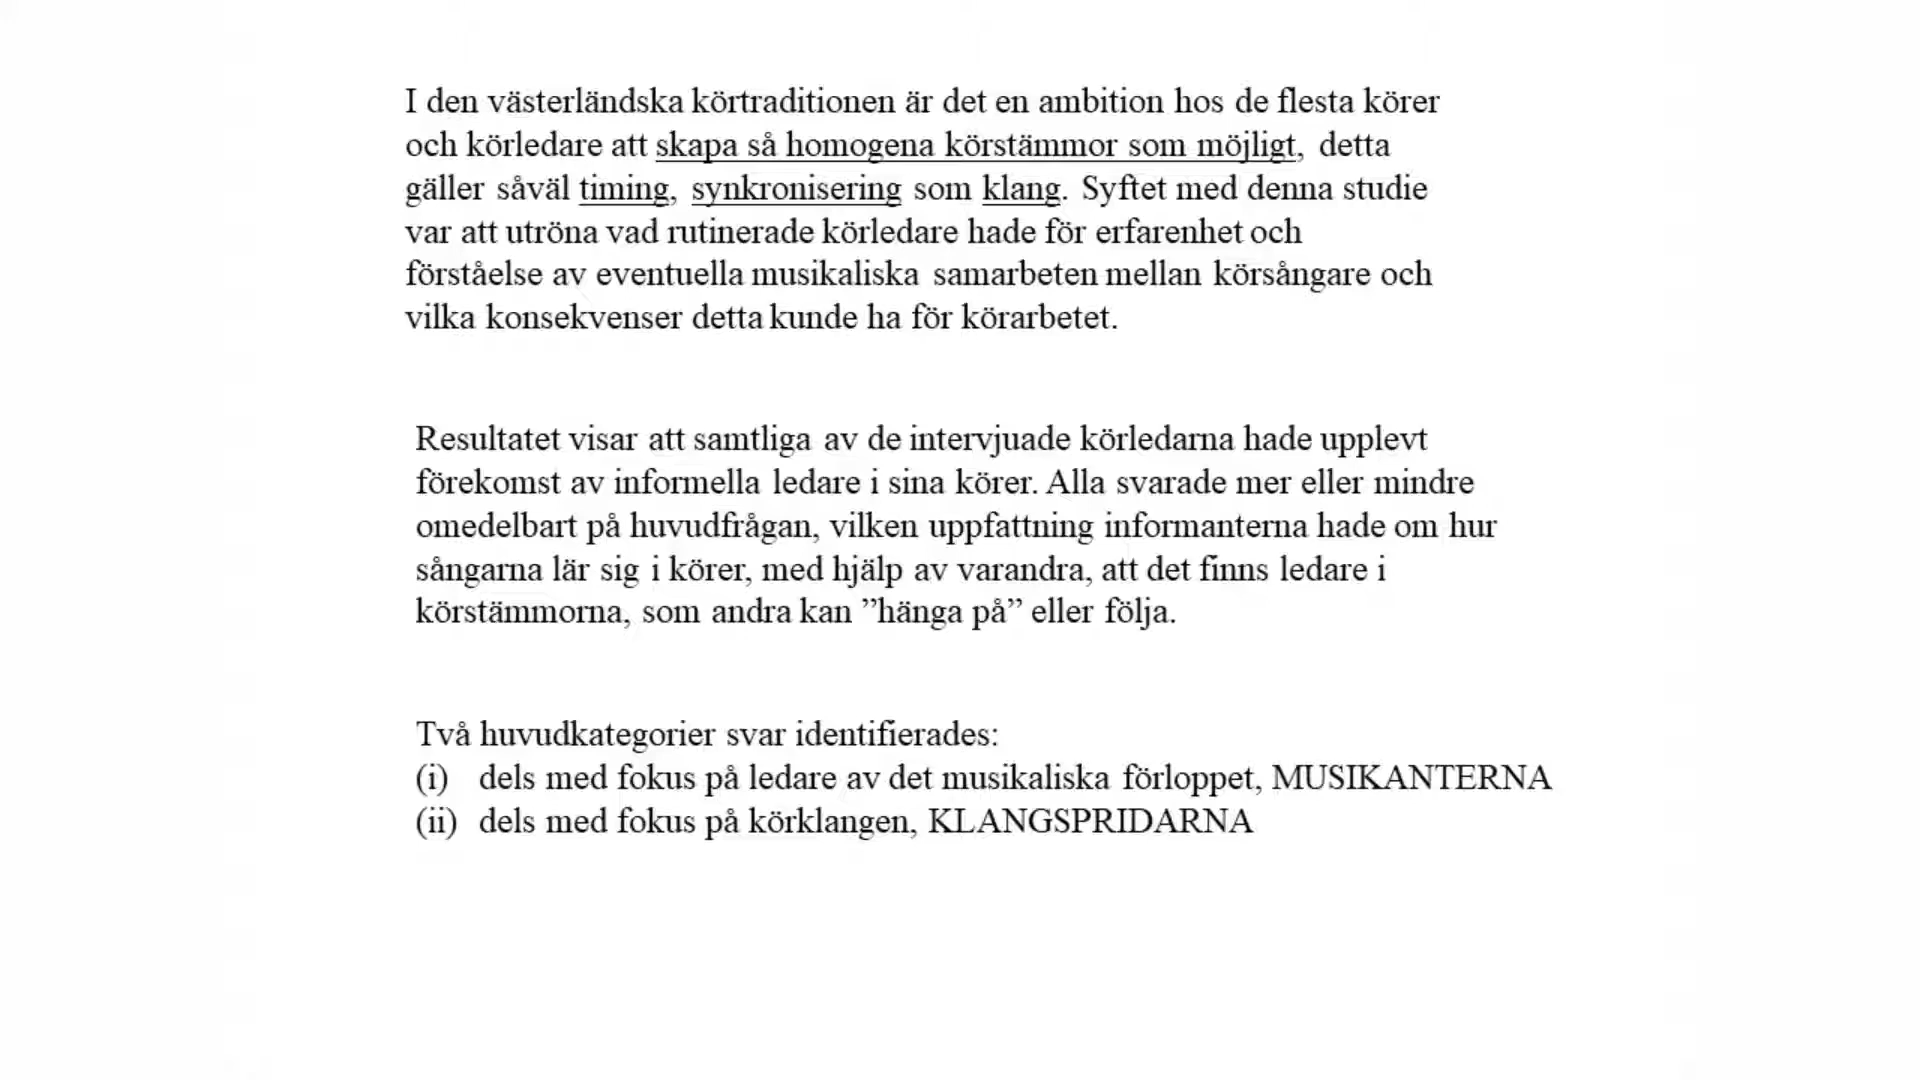 I den västerländska körtraditionen är det en ambition hos de flesta körer
och körledare att skapa så homogena körstämmor som möjligt, detta
gäller såväl timing, synkronisering som klang. Syftet med denna studie
var att utröna vad rutinerade körledare hade för erfarenhet och
förståelse av eventuella musikaliska samarbeten mellan körsångare och
vilka konsekvenser detta kunde ha för körarbetet.
Resultatet visar att samtliga av de intervjuade körledarna hade upplevt
förekomst av informella ledare i sina körer. Alla svarade mer eller mindre
omedelbart på huvudfrågan, vilken uppfattning informanterna hade om hur
sångarna lär sig i körer, med hjälp av varandra, att det finns ledare i
körstämmorna, som andra kan ”hänga på” eller följa.
Två huvudkategorier svar identifierades:
(i) dels med fokus på ledare av det musikaliska förloppet, MUSIKANTERNA
(ii) dels med fokus på körklangen, KLANGSPRIDARNA